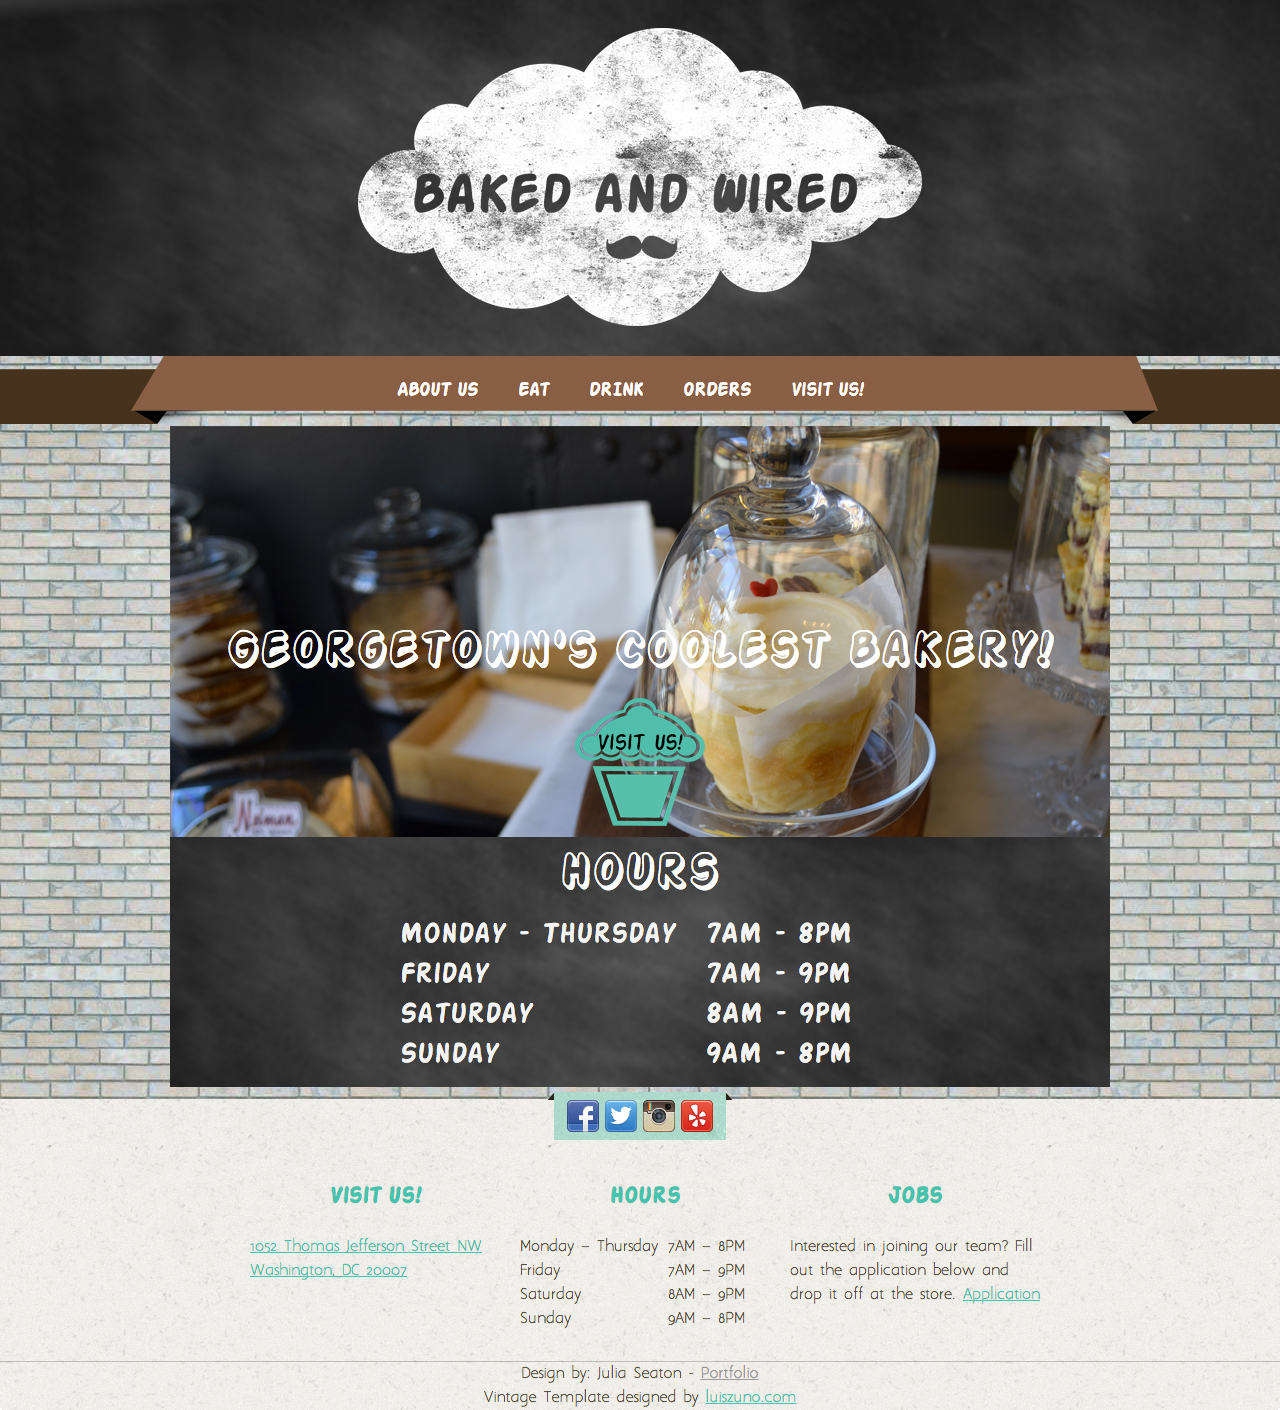 BAKED AND WIRED
ABOUT US EAT DRINK ORDERS VISIT US!
GEORGETOWN'S COOLEST BAKERY!
VISIT US!
HOURS
MONDAY - THURSDAY 7AM - 8PM
FRIDAY 7AM - 9PM
SATURDAY 8AM - 9PM
SUNDAY 9AM - 8PM
VISIT US!
1052 Thomas Jefferson Street NW
Washington, DC 20007
HOURS
Monday – Thursday 7AM – 8PM
Friday 7AM – 9PM
Saturday 8AM – 9PM
Sunday 9AM – 8PM
JOBS
Interested in joining our team? Fill
out the application below and
drop it off at the store. Application
Design by: Julia Seaton - Portfolio
Vintage Template designed by luiszuno.com